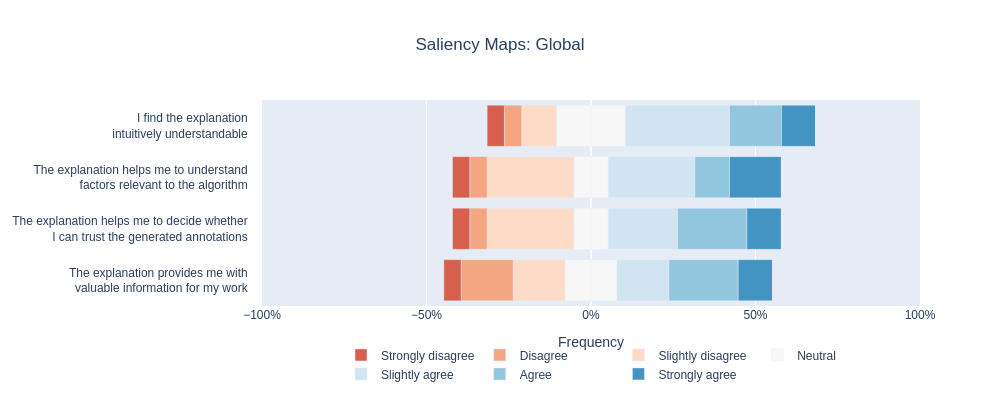 Saliency Maps: Global
I find the explanation
intuitively understandable
The explanation helps me to understand
factors relevant to the algorithm
The explanation helps me to decide whether
I can trust the generated annotations
The explanation provides me with
valuable information for my work
−100%
−50%
0%
50%
100%
Frequency
Strongly disagree
Disagree
Slightly disagree
Neutral
Slightly agree
Agree
Strongly agree